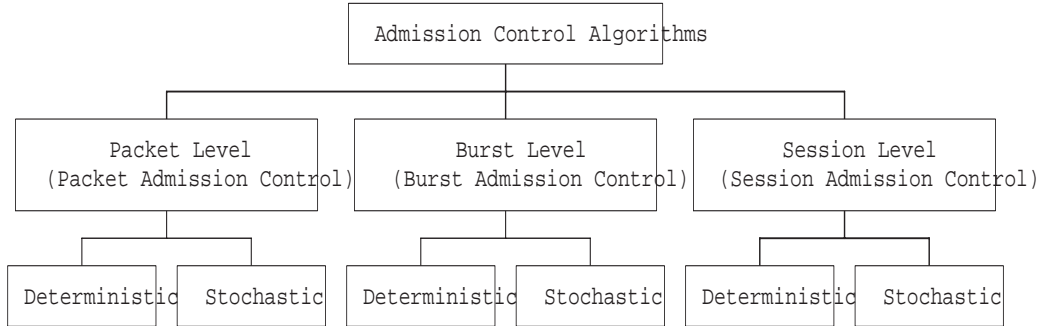 Admission Control Algorithms
Packet Level
(Packet Admission Control)
Burst Level
(Burst Admission Control)
Session Level
(Session Admission Control)
Deterministic
Stochastic
Deterministic
Stochastic
Deterministic
Stochastic